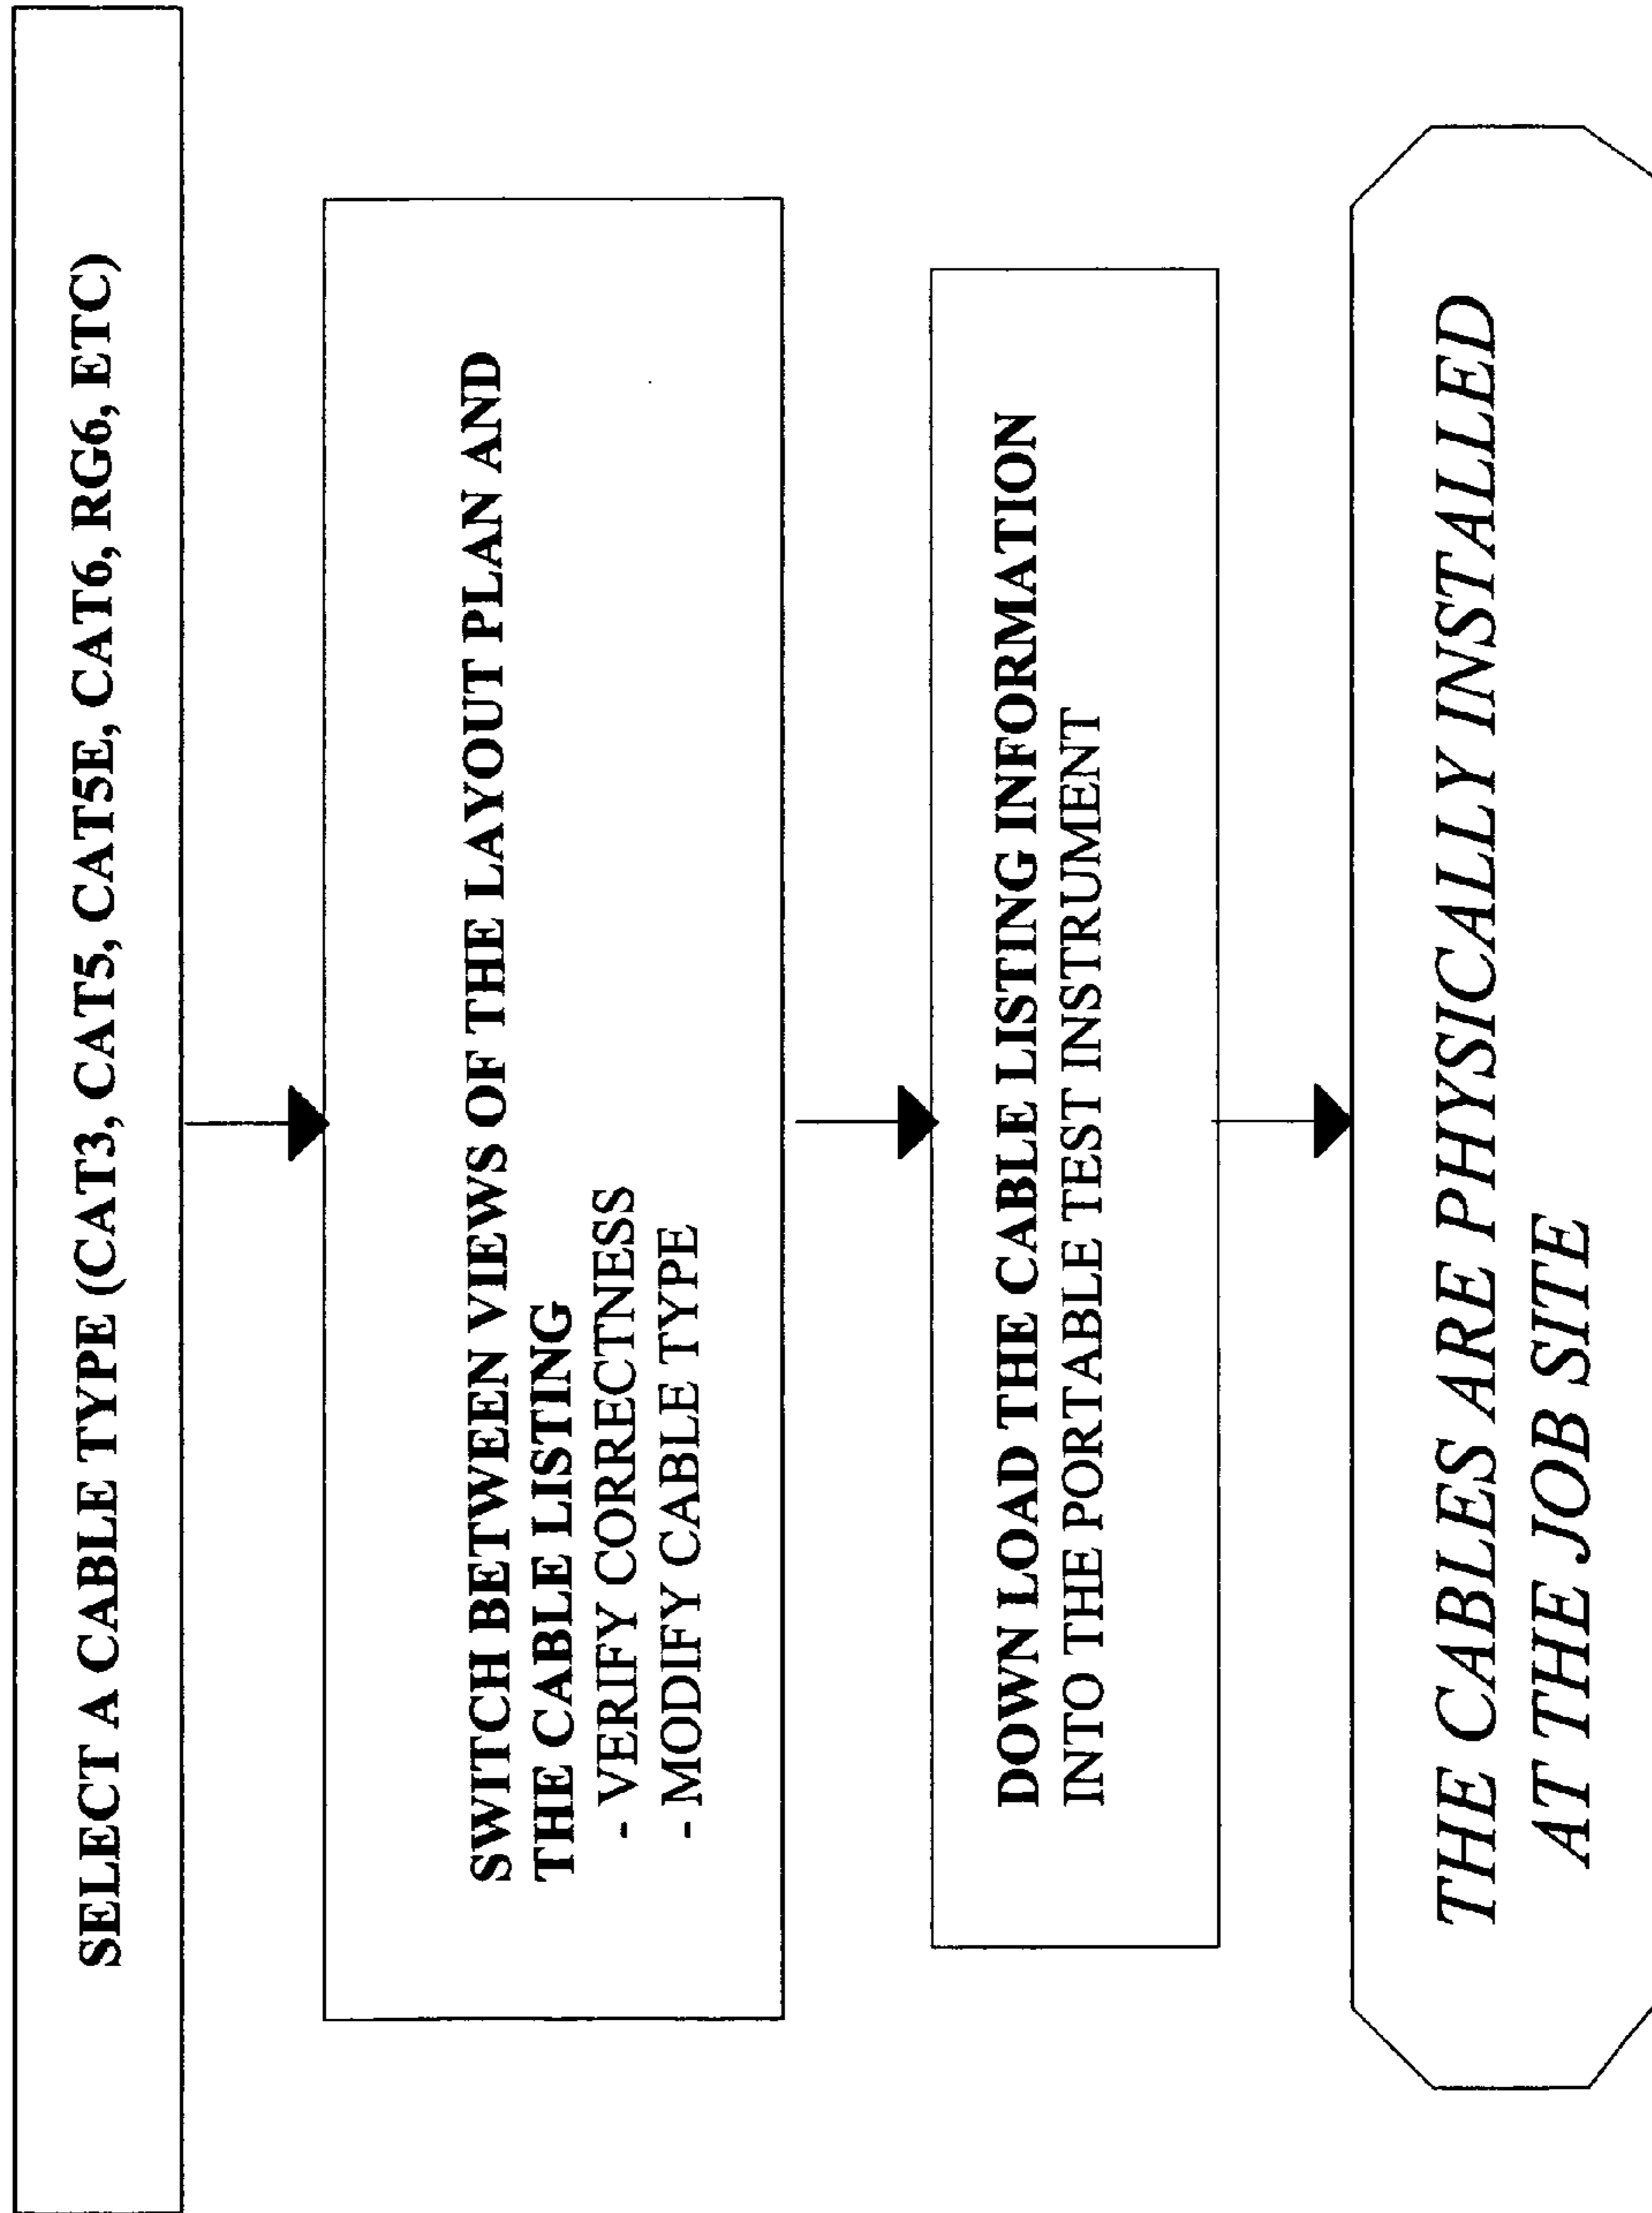 SELECT A CABLE TYPE (CAT3, CAT5, CAT5E, CAT6, RG6, ETC)
SWITCH BETWEEN VIEWS OF THE LAYOUT PLAN AND
THE CABLE LISTING
- VERIFY CORRECTNESS
- MODIFY CABLE TYPE
DOWN LOAD THE CABLE LISTING INFORMATION
INTO THE PORTABLE TEST INSTRUMENT
THE CABLES ARE PHYSICALLY INSTALLED
AT THE JOB SITE